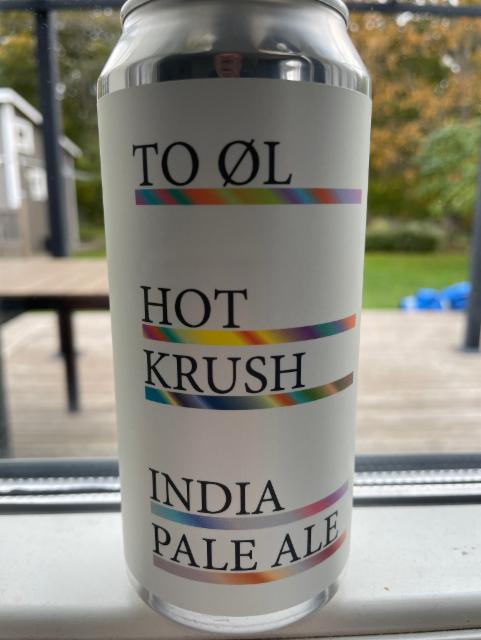 TO ØL
HOT
KRUSH
INDIA
PALE ALE